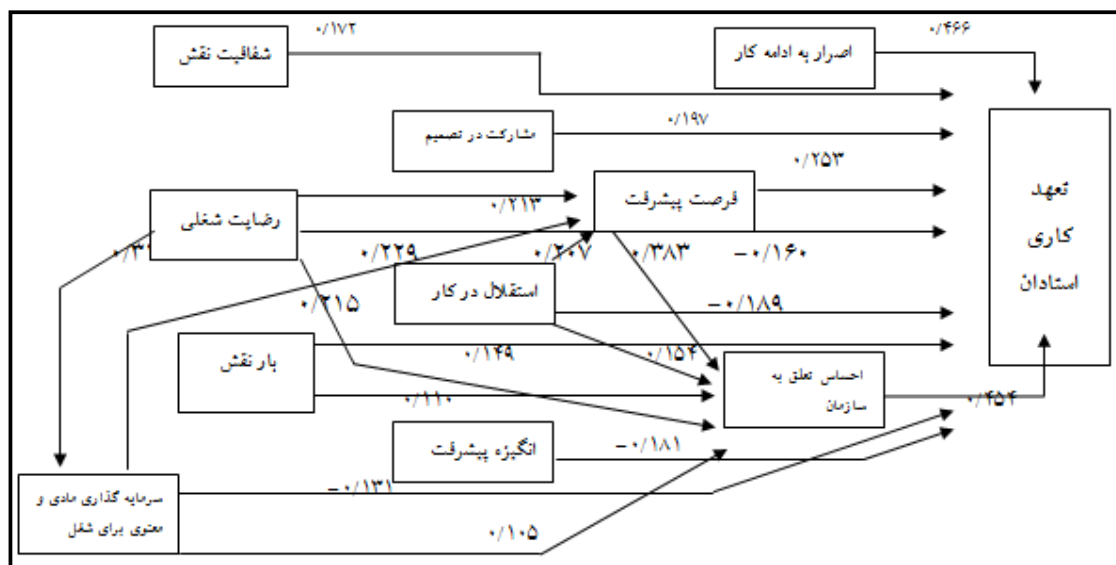 ۰/۱۷۲
۰/۴۶۶
شفافیت نقش
اصرار به ادامه کار
۰/۱۹۷
مشارکت در تصمیم
۰/۲۵۳
تعهد
کاری
استادان
فرصت پیشرفت
رضایت شغلی
۰/۲۱۳
۰/۲۲۹
۰/۲۰۷
۰/۳۸۳
-۰/۱۶۰
استقلال در کار
۰/۲۱۵
-۰/۱۸۹
بار نقش
۰/۱۴۹
۰/۱۵۴
احساس تعلق به
سازمان
۰/۱۱۰
۰/۴۵۴
انگیزه پیشرفت
-۰/۱۸۱
سرمایه گذاری مادی و
معنوی برای شغل
-۰/۱۳۱
۰/۱۰۵